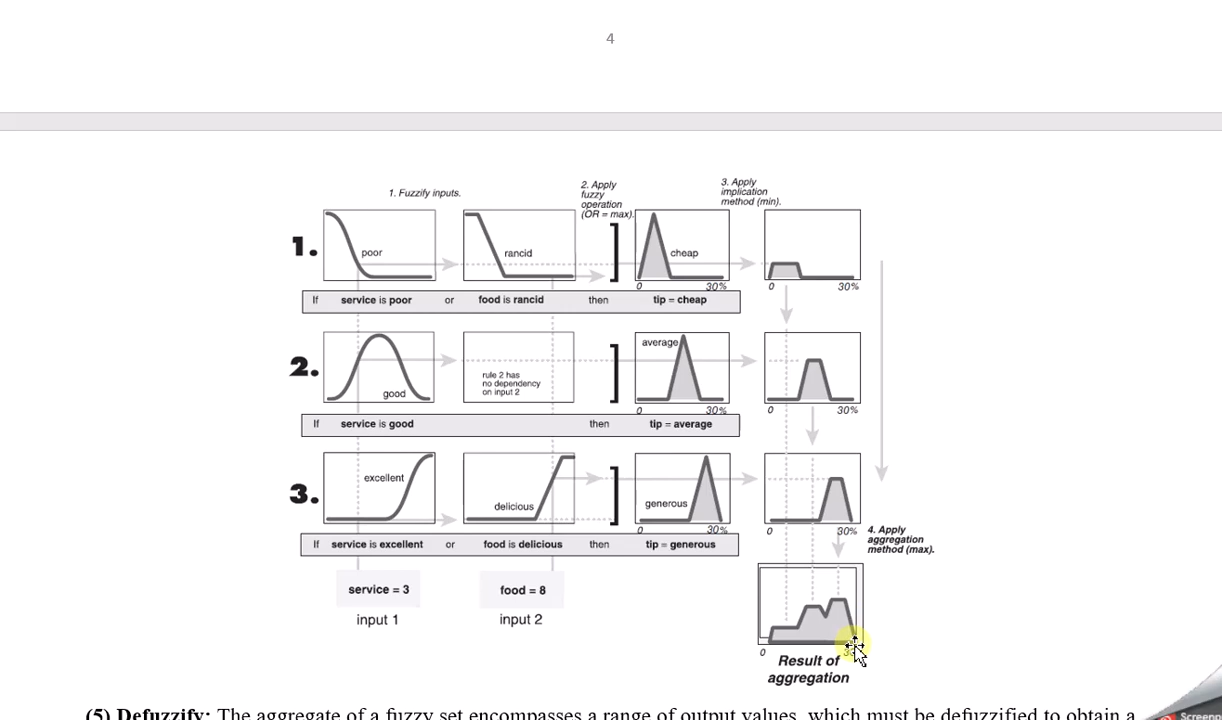 4
1. Fuzzify inputs.
2. Apply
fuzzy
operation
(OR = max).
3. Apply
implication
method (min).
1.
poor
rancid
cheap
0 30%
0 30%
If service is poor or food is rancid then tip = cheap
2.
good
rule 2 has
no dependency
on input 2
average
0 30%
0 30%
If service is good then tip = average
3.
excellent
delicious
generous
0 30%
0 30%
If service is excellent or food is delicious then tip = generous
4. Apply
aggregation
method (max).
service = 3
food = 8
input 1
input 2
0
Result of
aggregation
(5) Defuzzify: The aggregate of a fuzzy set encompasses a range of output values, which must be defuzzified to obtain a